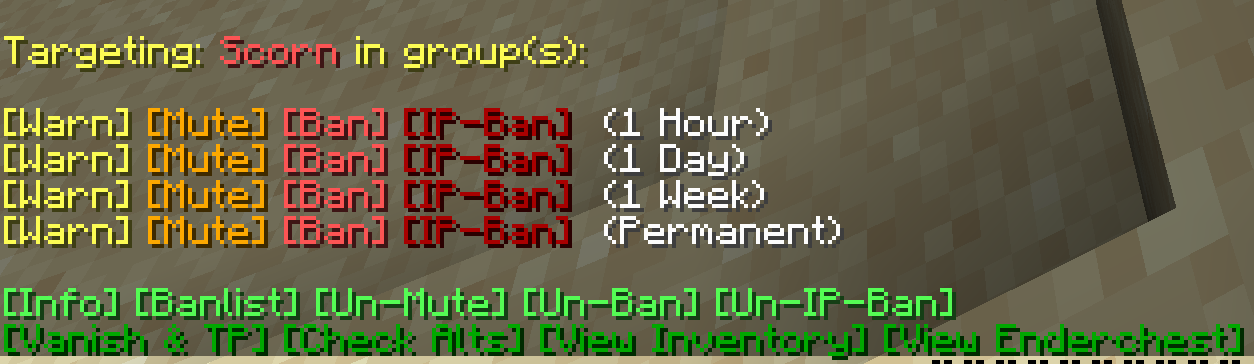 Targeting: Scorn in group(s):
[Warn] [Mute] [Ban] [IP-Ban] (1 Hour)
[Warn] [Mute] [Ban] [IP-Ban] (1 Day)
[Warn] [Mute] [Ban] [IP-Ban] (1 Week)
[Warn] [Mute] [Ban] [IP-Ban] (Permanent)
[Info] [Banlist] [Un-Mute] [Un-Ban] [Un-IP-Ban]
[Vanish & TP] [Check Alts] [View Inventory] [View Enderchest]